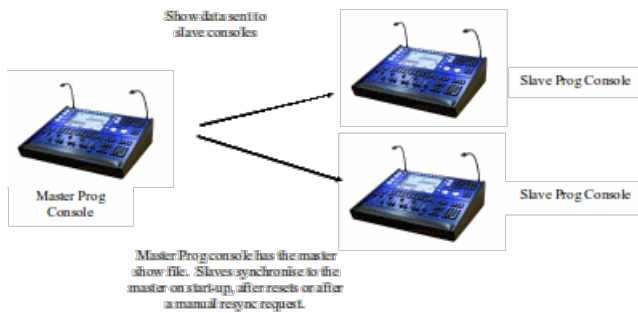 Show data sent to
slave consoles
Slave Prog Console
Master Prog
Console
Slave Prog Console
Master Prog console has the master
show file. Slaves synchronise to the
master on start-up, after resets or after
a manual resync request.